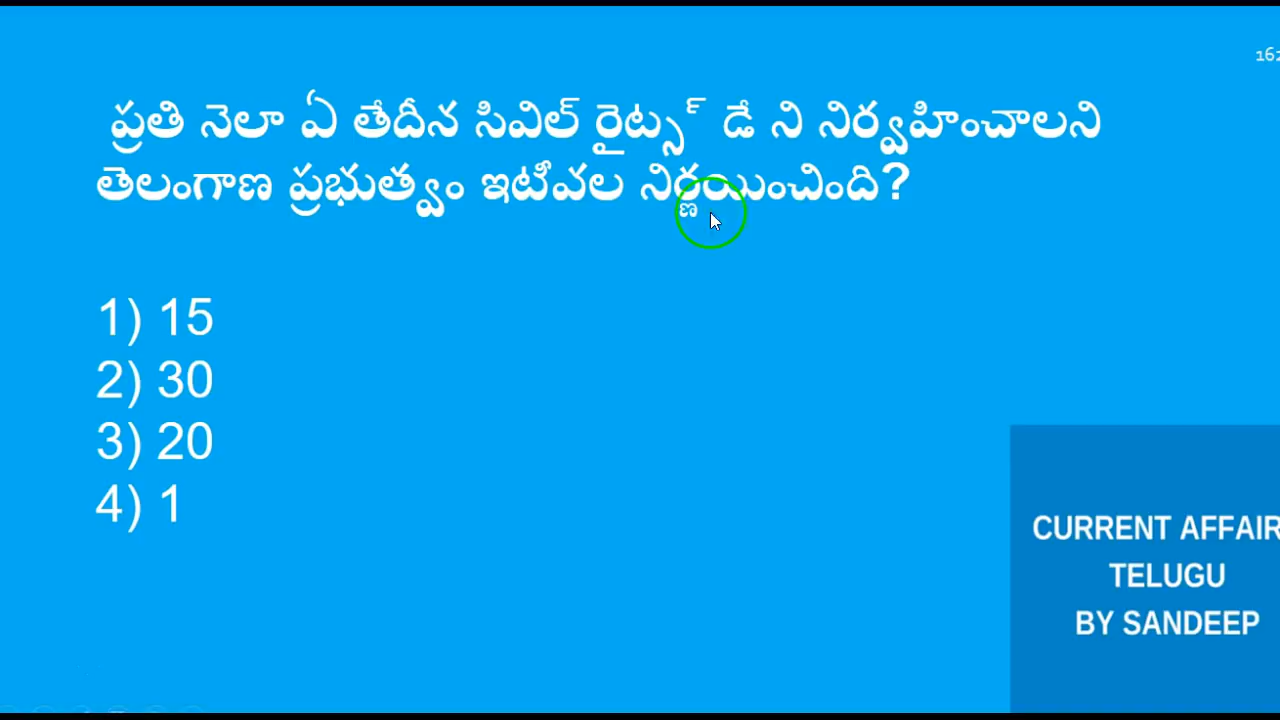 162
ప్రతి నెలా ఏ తేదీన సివిల్ రైట్స్ డే ని నిర్వహించాలని
తెలంగాణ ప్రభుత్వం ఇటీవల నిర్ణయించింది?
1) 15
2) 30
3) 20
4) 1
CURRENT AFFAIR
TELUGU
BY SANDEEP